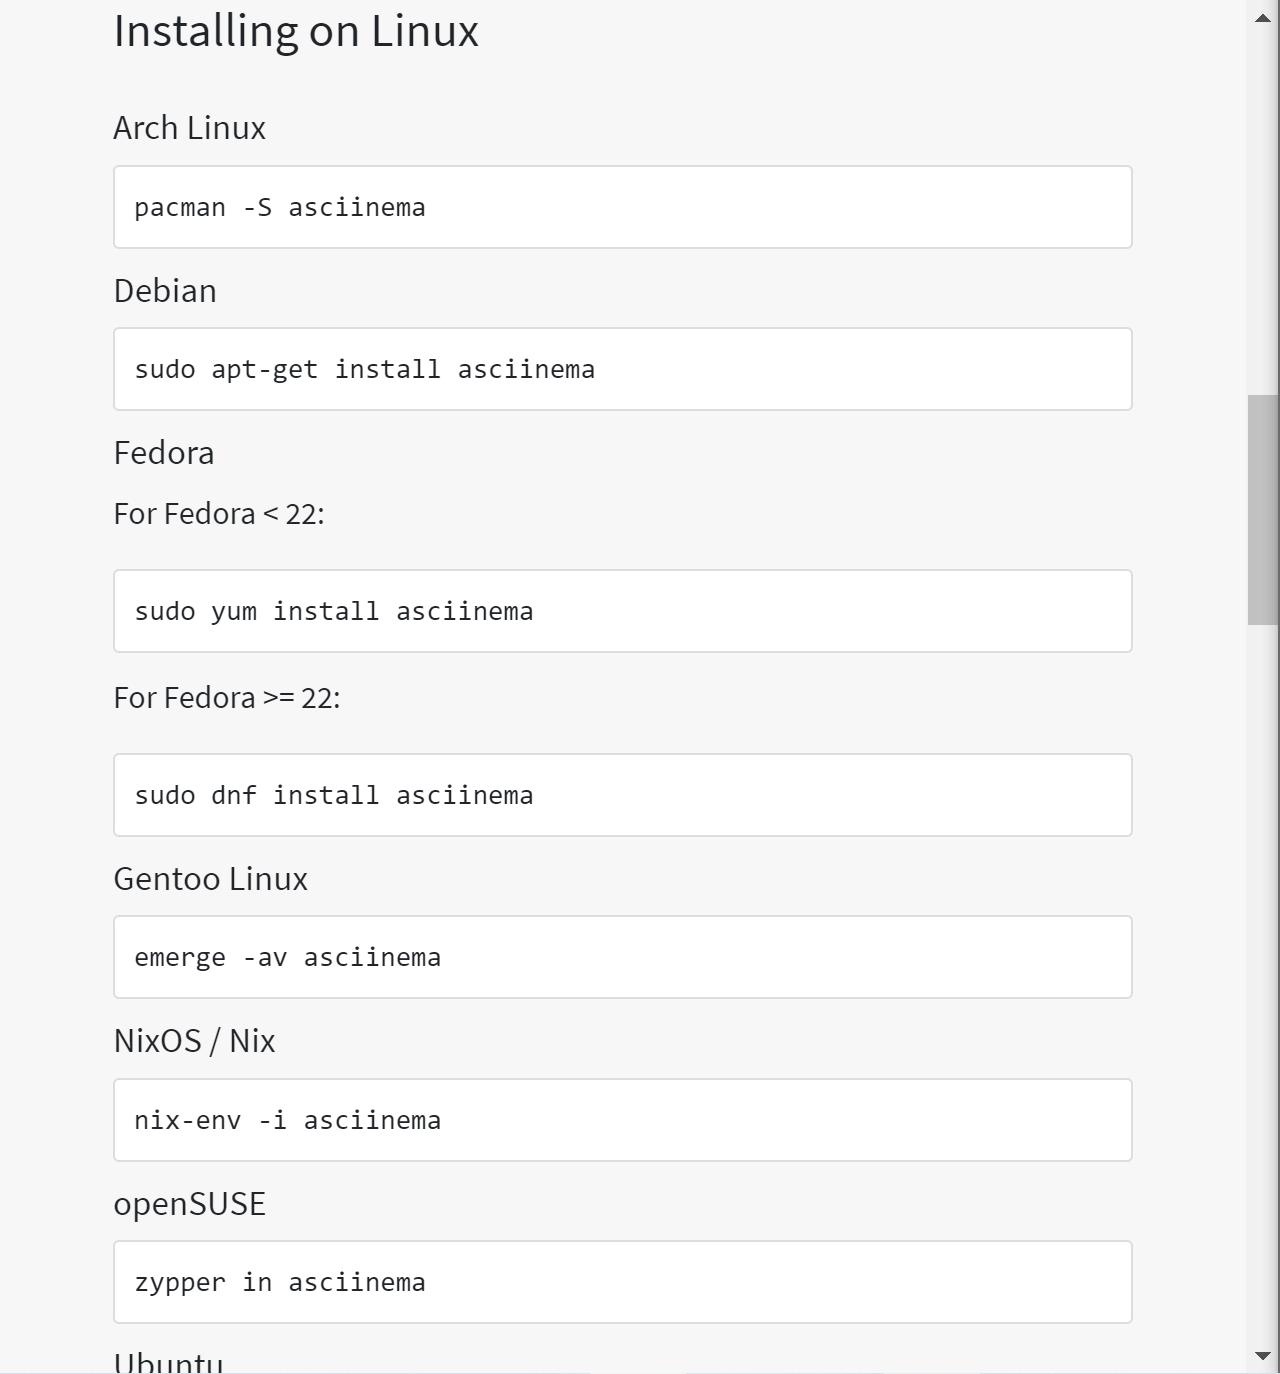 Installing on Linux
Arch Linux
pacman -S asciinema
Debian
sudo apt-get install asciinema
Fedora
For Fedora < 22:
sudo yum install asciinema
For Fedora >= 22:
sudo dnf install asciinema
Gentoo Linux
emerge -av asciinema
NixOS / Nix
nix-env -i asciinema
openSUSE
zypper in asciinema
Ubuntu